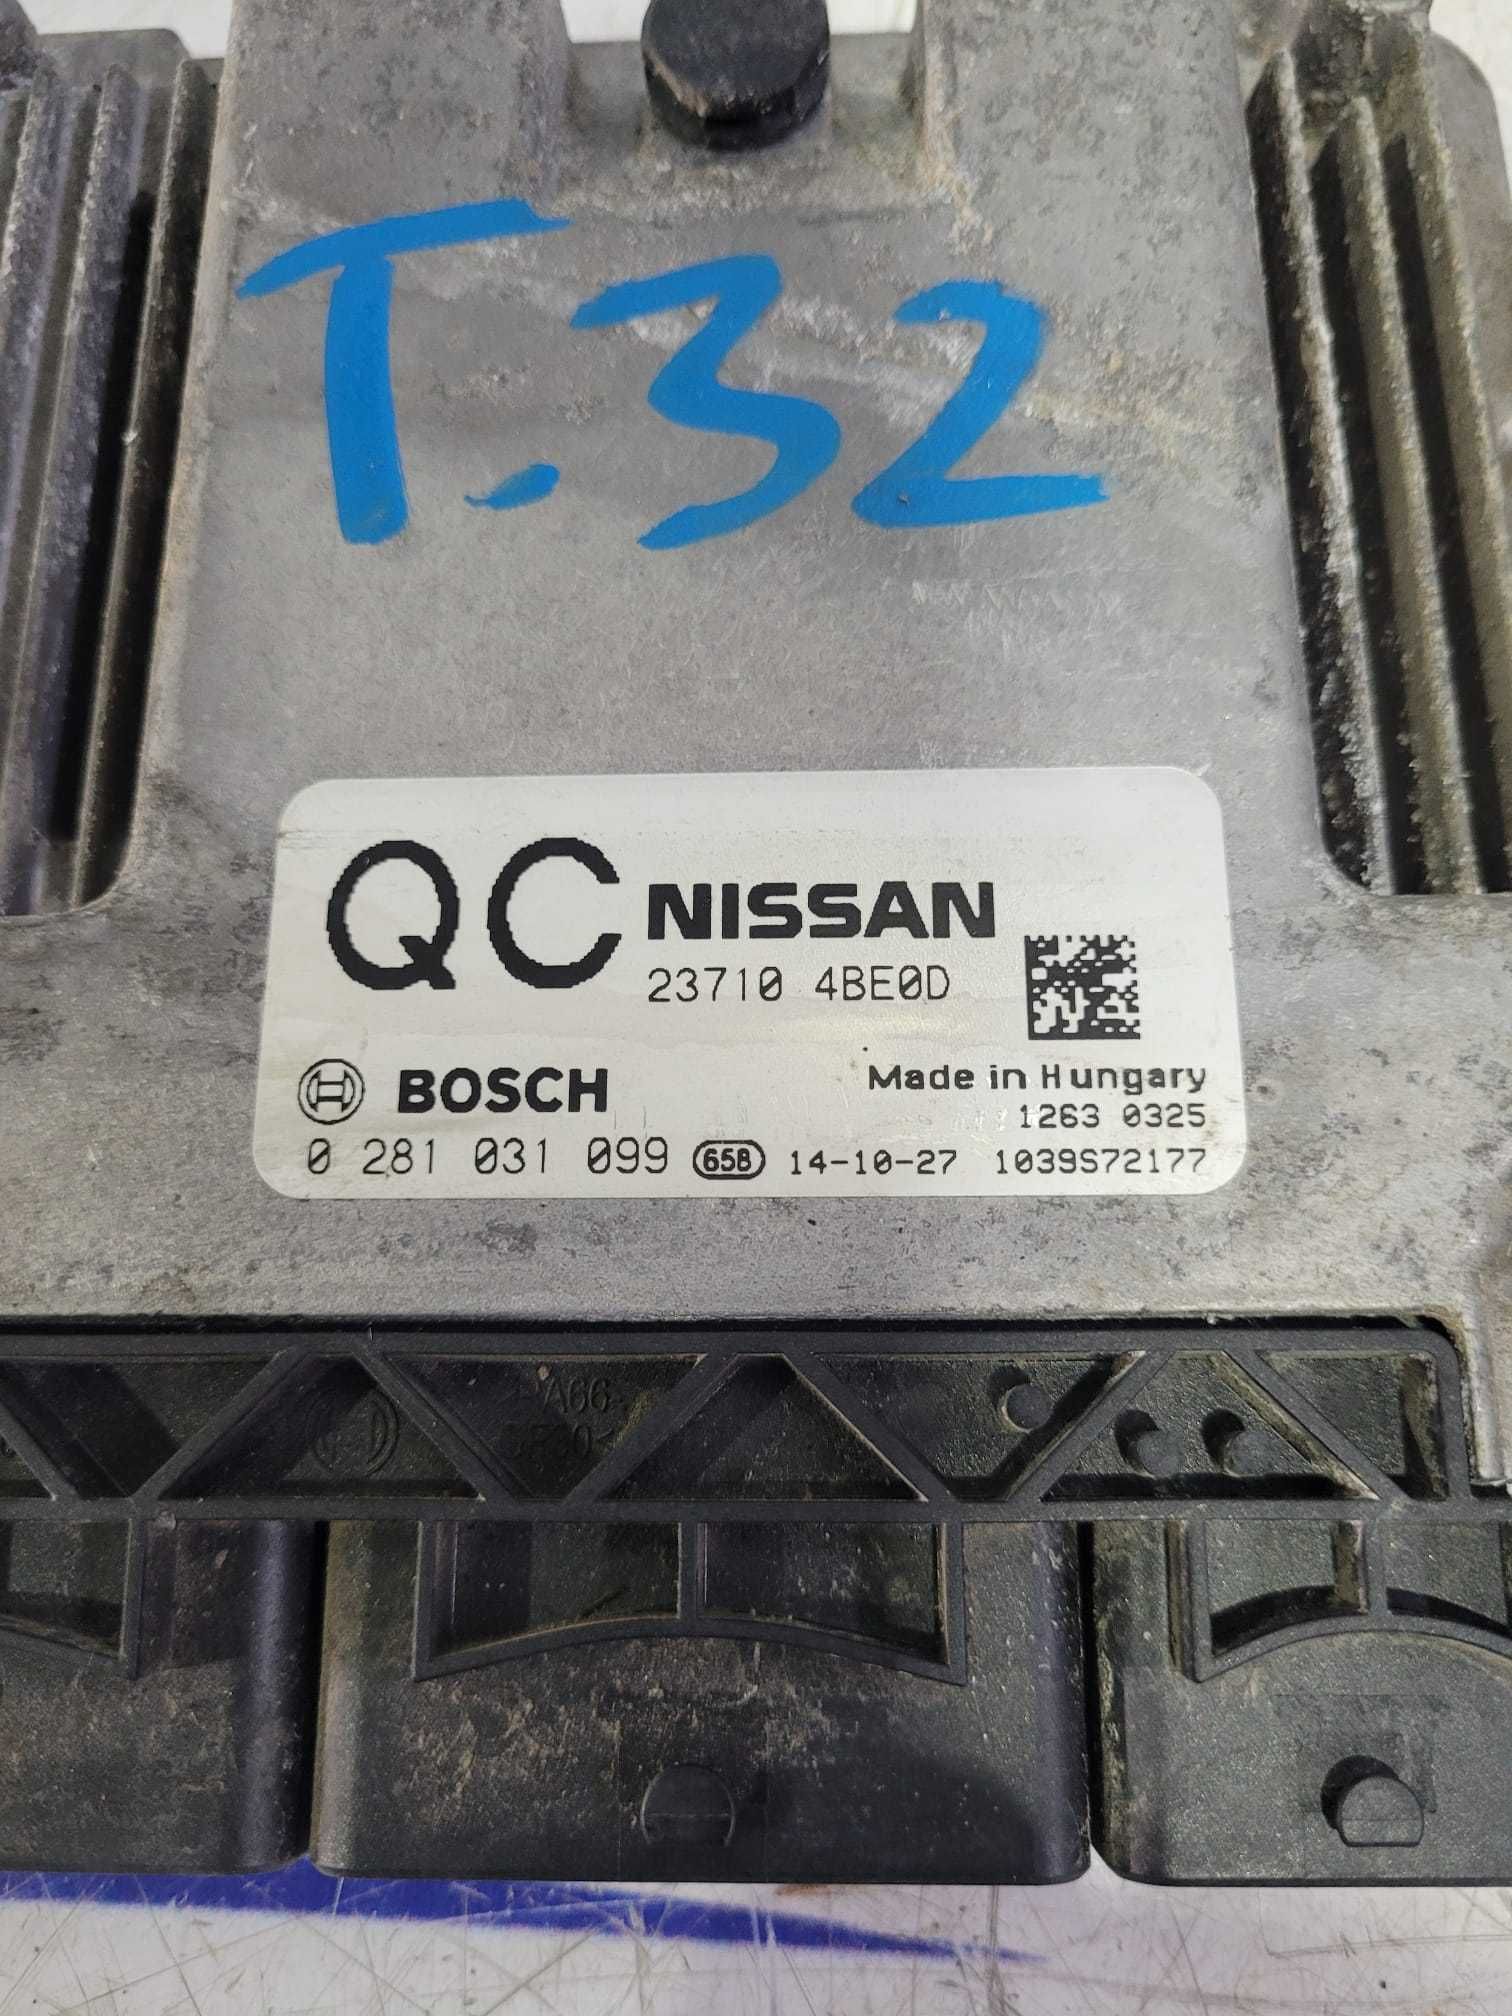 T.32
QC NISSAN
23710 4BE0D
BOSCH Made in Hungary
1263 0325
0 281 031 099 65B 14-10-27 1039S72177
A66